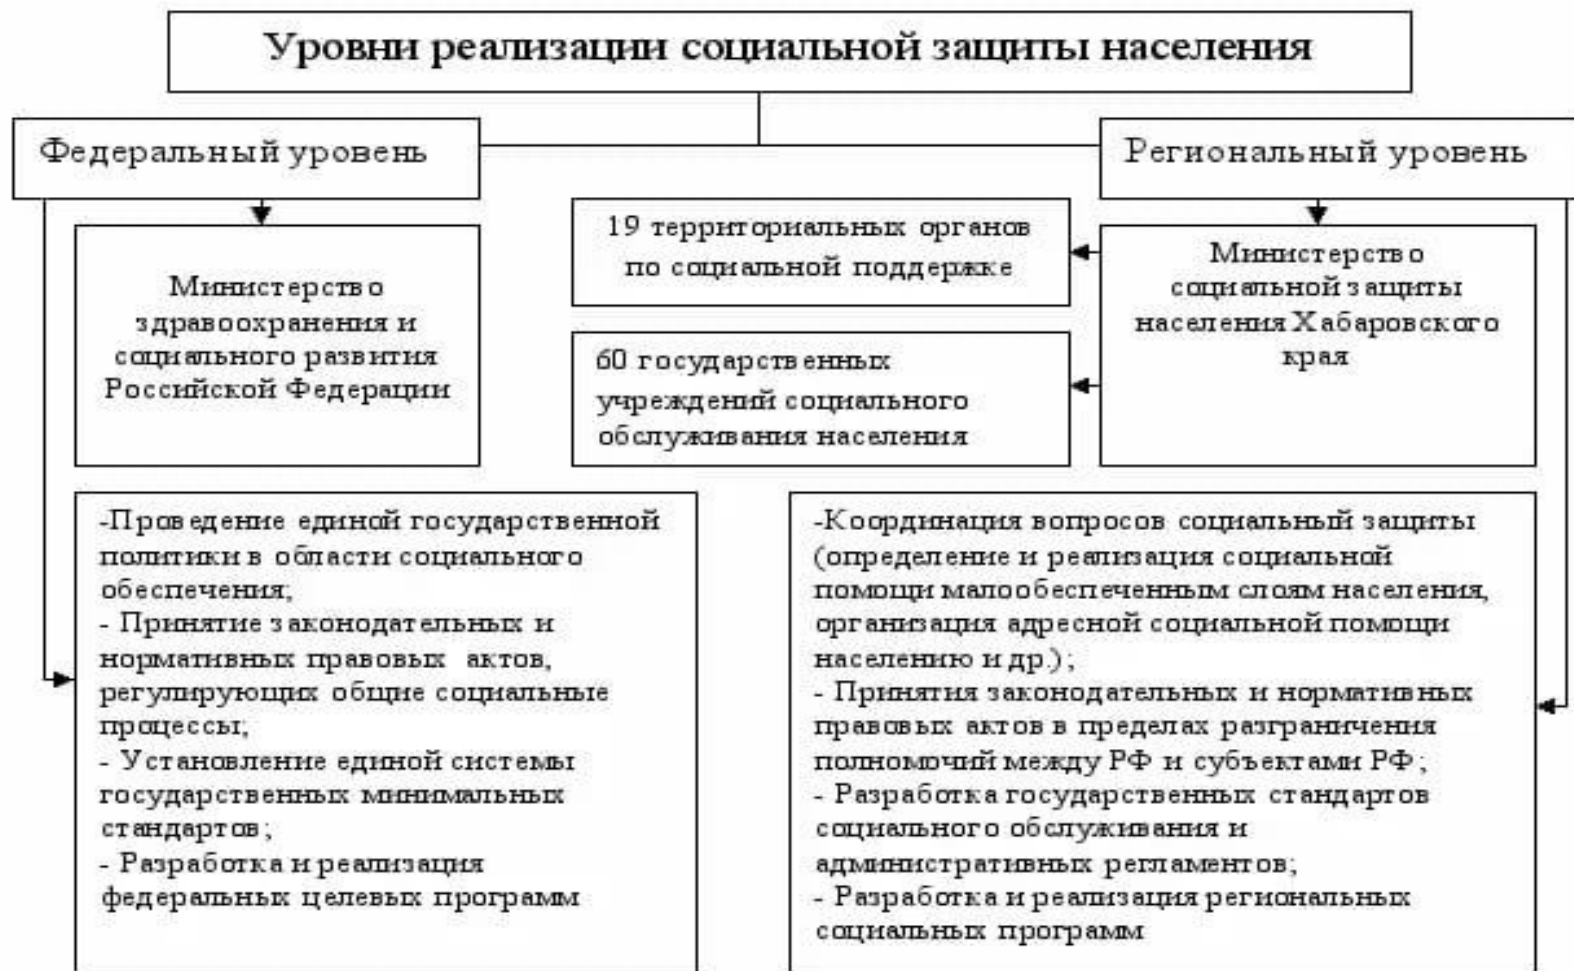 Уровни реализации социальной защиты населения
Федеральный уровень
Региональный уровень
Министерство
здравоохранения и
социального развития
Российской Федерации
19 территориальных органов
по социальной поддержке
60 государственных
учреждений социального
обслуживания населения
Министерство
социальной защиты
населения Хабаровского
края
-Проведение единой государственной
политики в области социального
обеспечения;
- Принятие законодательных и
нормативных правовых актов,
регулирующих общие социальные
процессы;
- Установление единой системы
государственных минимальных
стандартов;
- Разработка и реализация
федеральных целевых программ
-Координация вопросов социальный защиты
(определение и реализация социальной
помощи малообеспеченным слоям населения,
организация адресной социальной помощи
населению и др.);
- Принятия законодательных и нормативных
правовых актов в пределах разграничения
полномочий между РФ и субъектами РФ;
- Разработка государственных стандартов
социального обслуживания и
административных регламентов;
- Разработка и реализация региональных
социальных программ